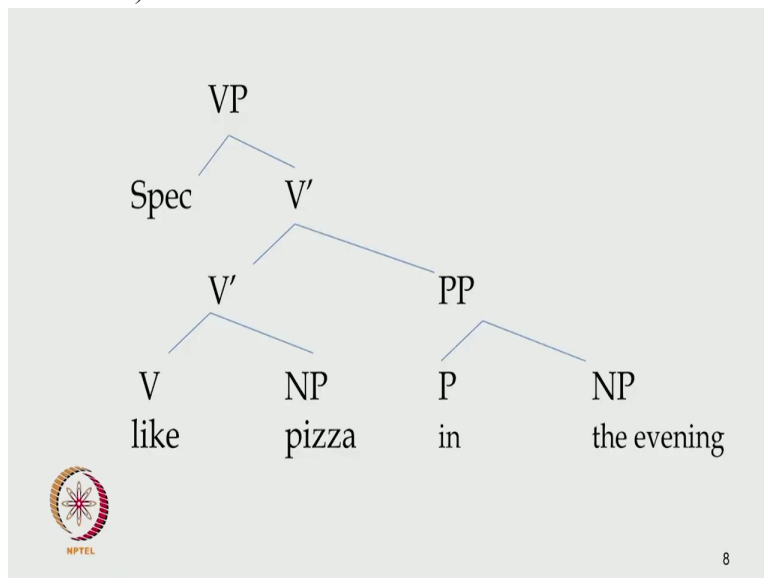 )
VP
Spec V′
V′ PP
V NP P NP
like pizza in the evening
NPTEL
8